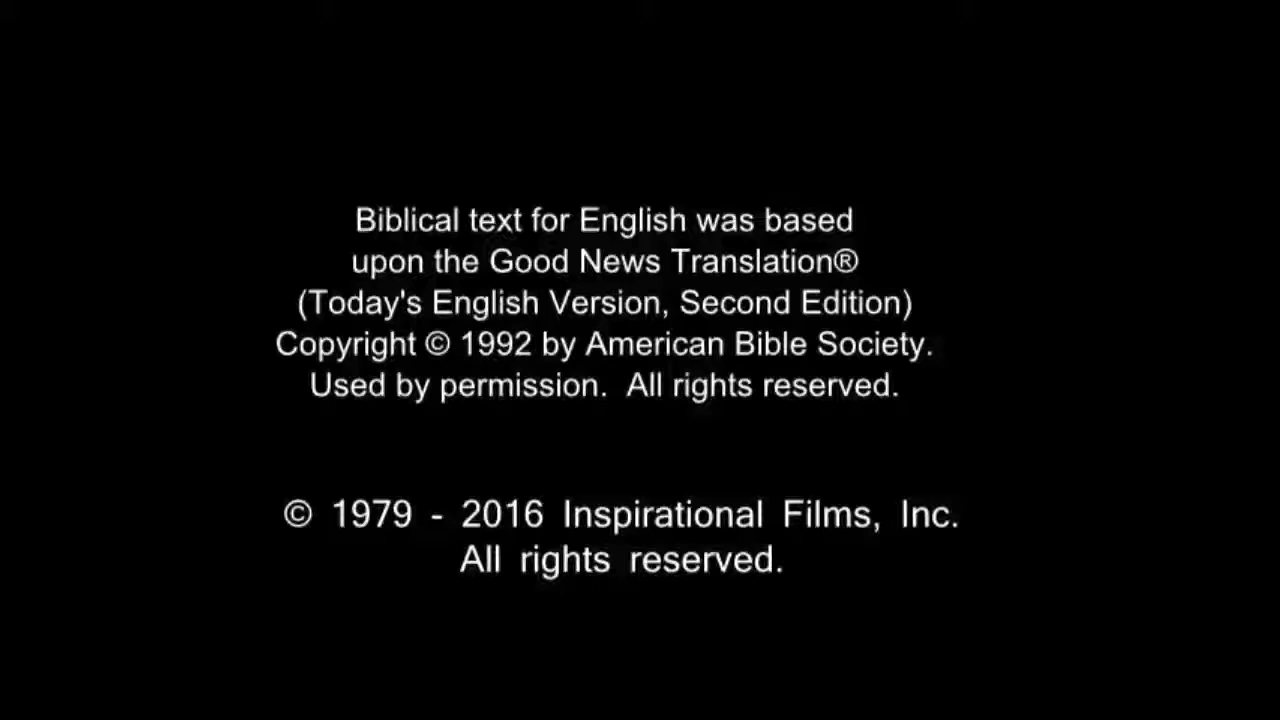 Biblical text for English was based
upon the Good News Translation®
(Today's English Version, Second Edition)
Copyright © 1992 by American Bible Society.
Used by permission.  All rights reserved.
© 1979 - 2016 Inspirational Films, Inc.
All rights reserved.